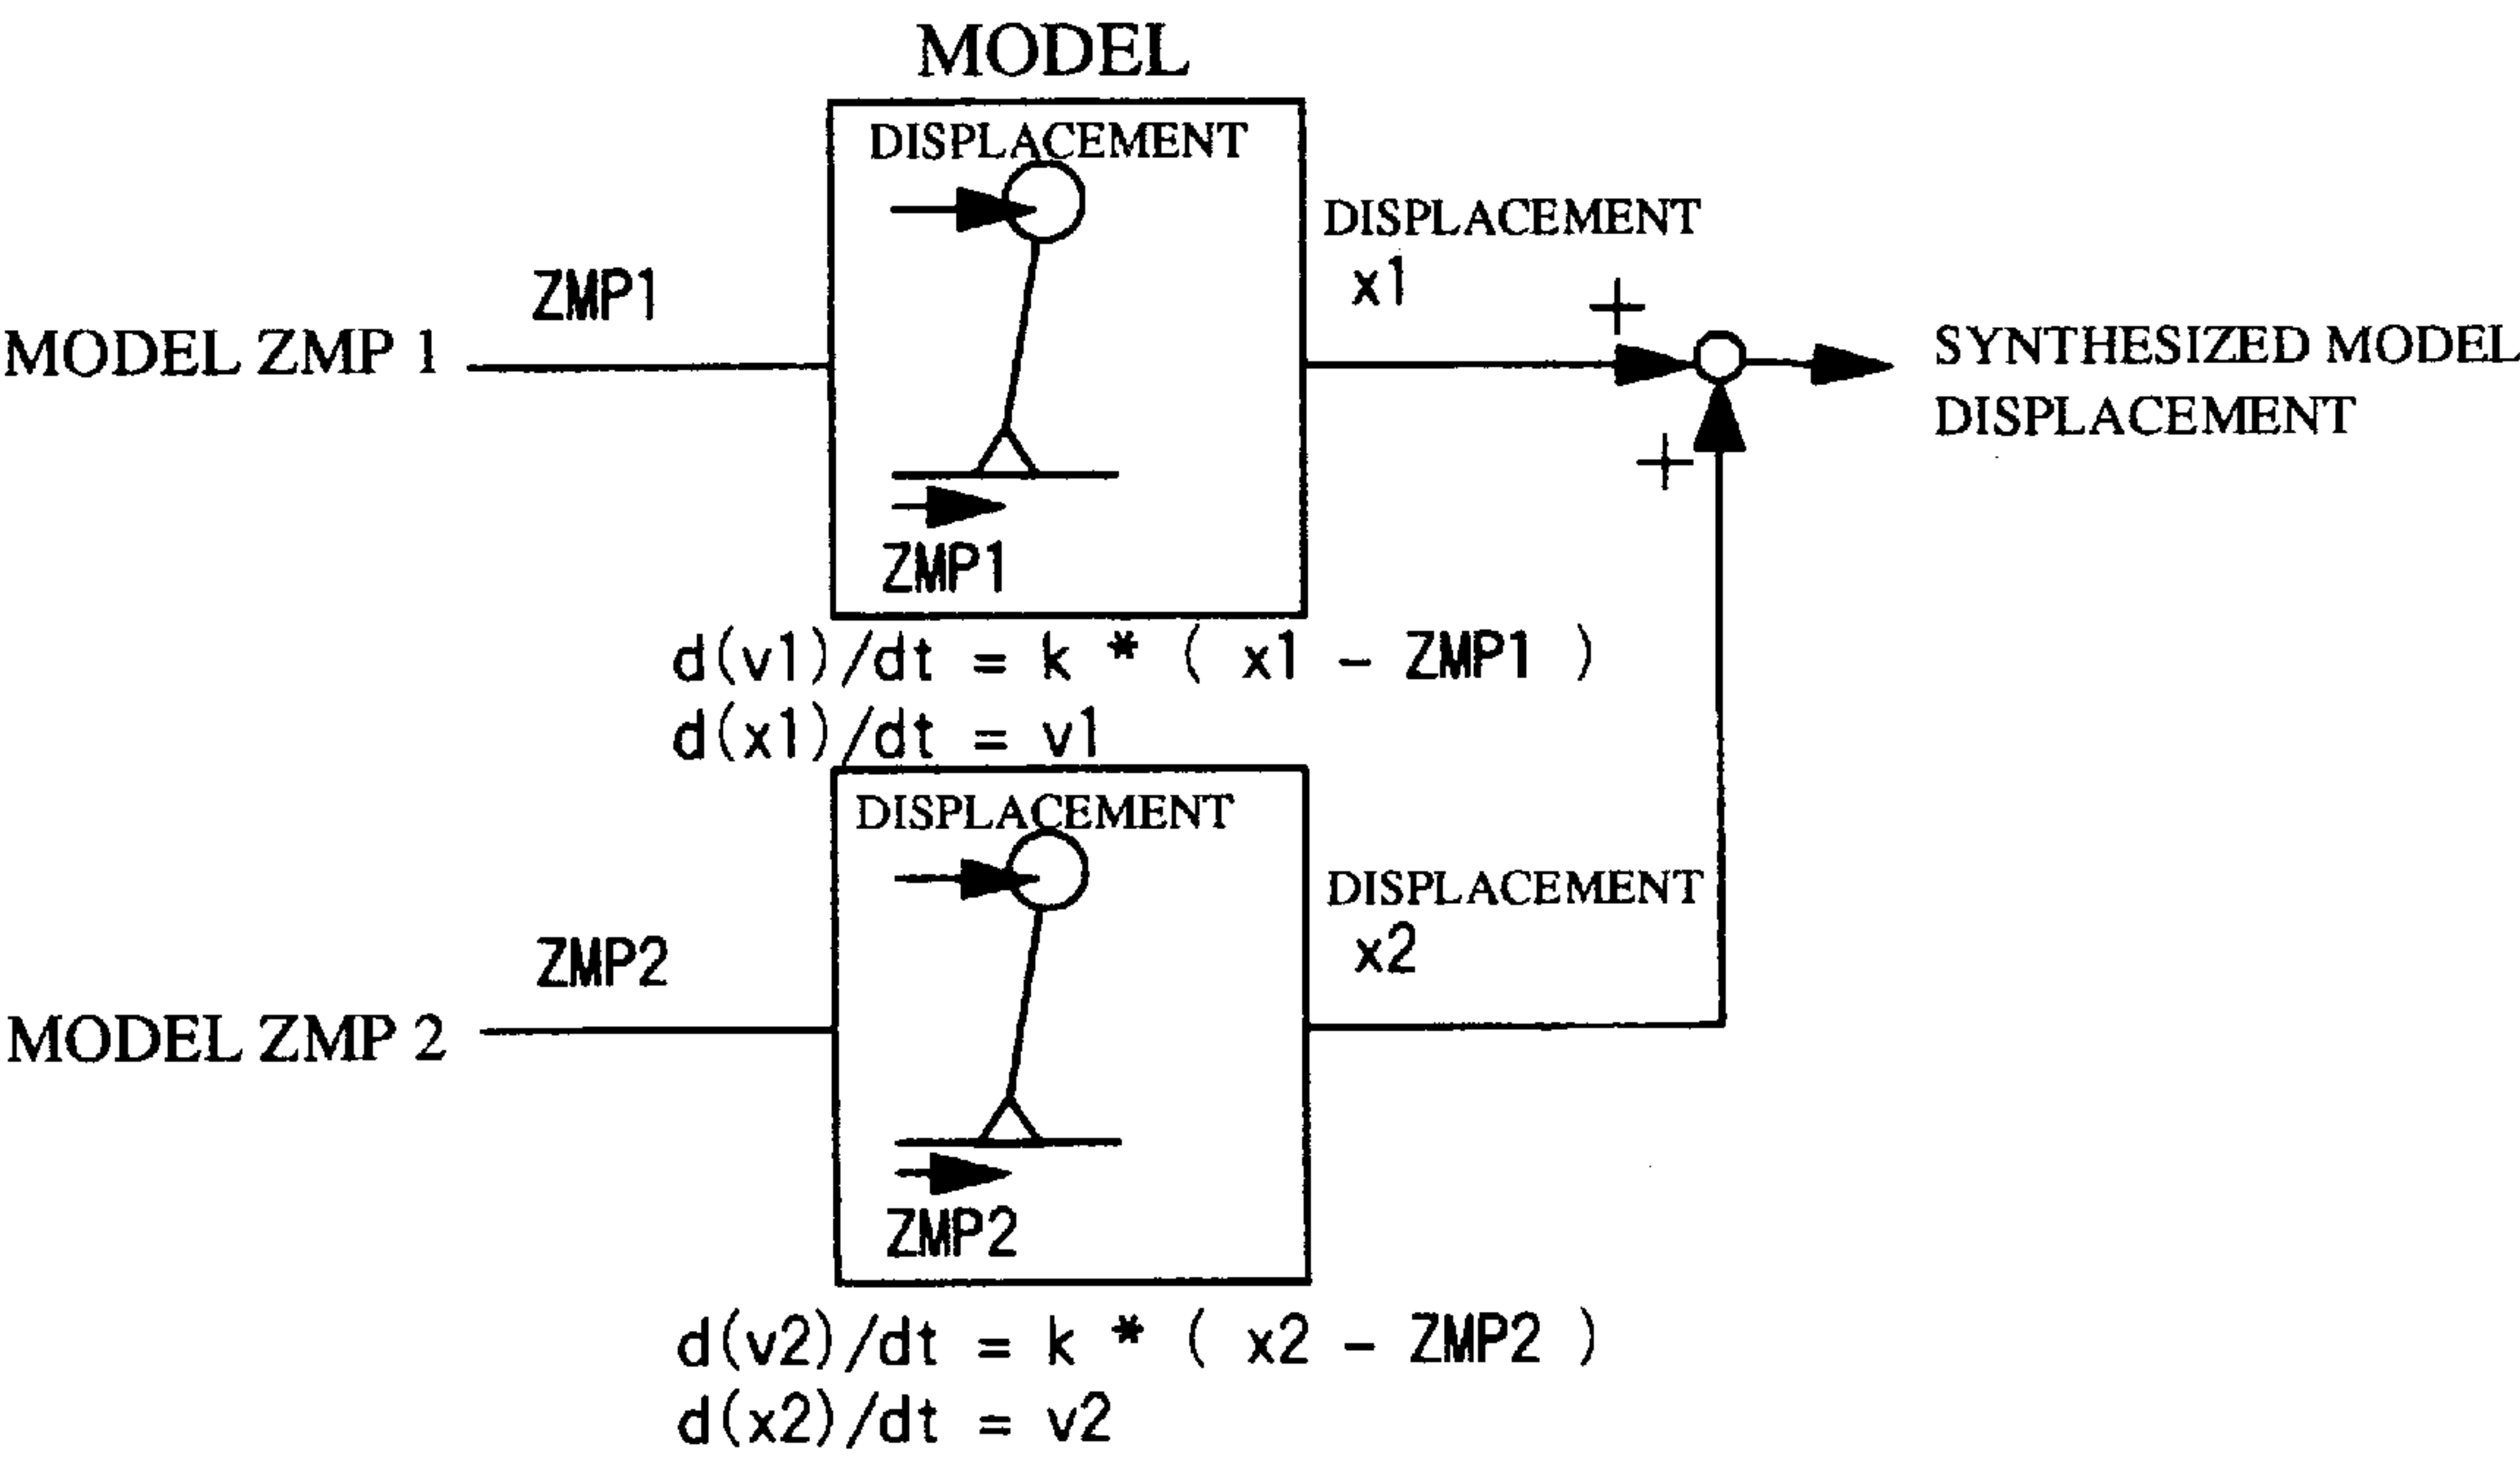 MODEL
DISPLACEMENT
DISPLACEMENT
x1
+
ZMP1
MODEL ZMP 1
SYNTHESIZED MODEL
DISPLACEMENT
+
ZMP1
d(v1)/dt = k * ( x1 - ZMP1 )
d(x1)/dt = v1
DISPLACEMENT
DISPLACEMENT
x2
ZMP2
MODEL ZMP 2
ZMP2
d(v2)/dt = k * ( x2 - ZMP2 )
d(x2)/dt = v2